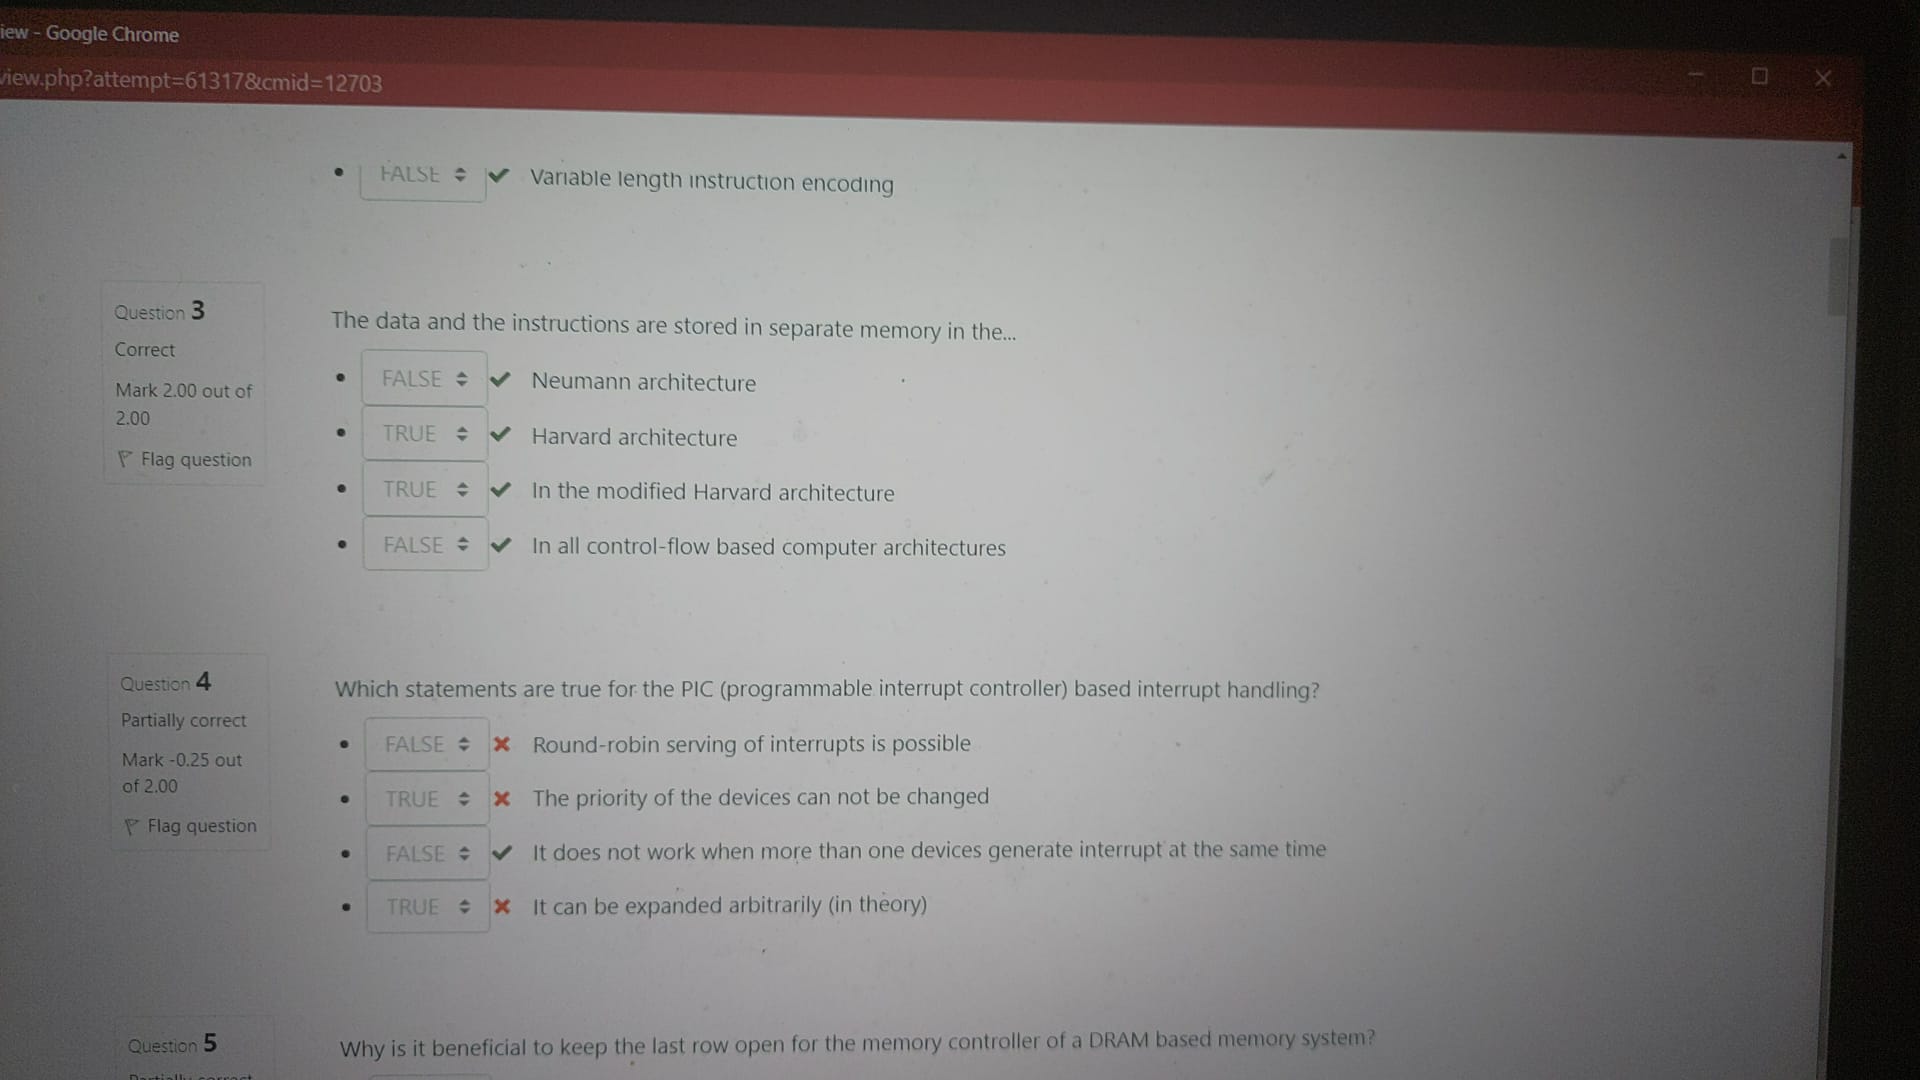 iew - Google Chrome
view.php?attempt=61317&cmid=12703
FALSE Variable length instruction encoding
Question 3
Correct
Mark 2.00 out of
2.00
Flag question
The data and the instructions are stored in separate memory in the...
FALSE Neumann architecture
TRUE Harvard architecture
TRUE In the modified Harvard architecture
FALSE In all control-flow based computer architectures
Question 4
Partially correct
Mark -0.25 out
of 2.00
Flag question
Which statements are true for the PIC (programmable interrupt controller) based interrupt handling?
FALSE Round-robin serving of interrupts is possible
TRUE The priority of the devices can not be changed
FALSE It does not work when more than one devices generate interrupt at the same time
TRUE It can be expanded arbitrarily (in theory)
Question 5
Partially correct
Why is it beneficial to keep the last row open for the memory controller of a DRAM based memory system?